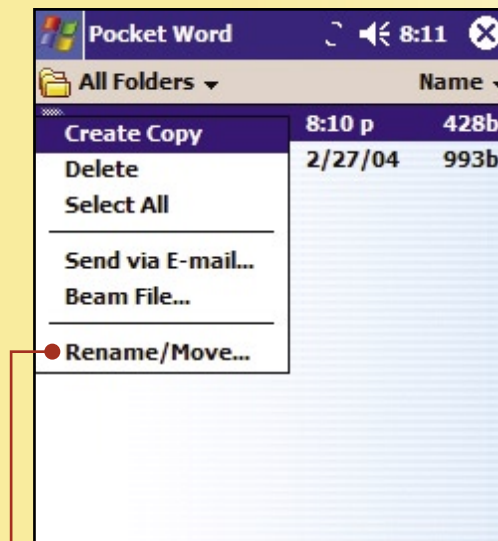 Pocket Word 8:11
All Folders Name
Create Copy 8:10 p 428b
Delete 2/27/04 993b
Select All
Send via E-mail...
Beam File...
Rename/Move...